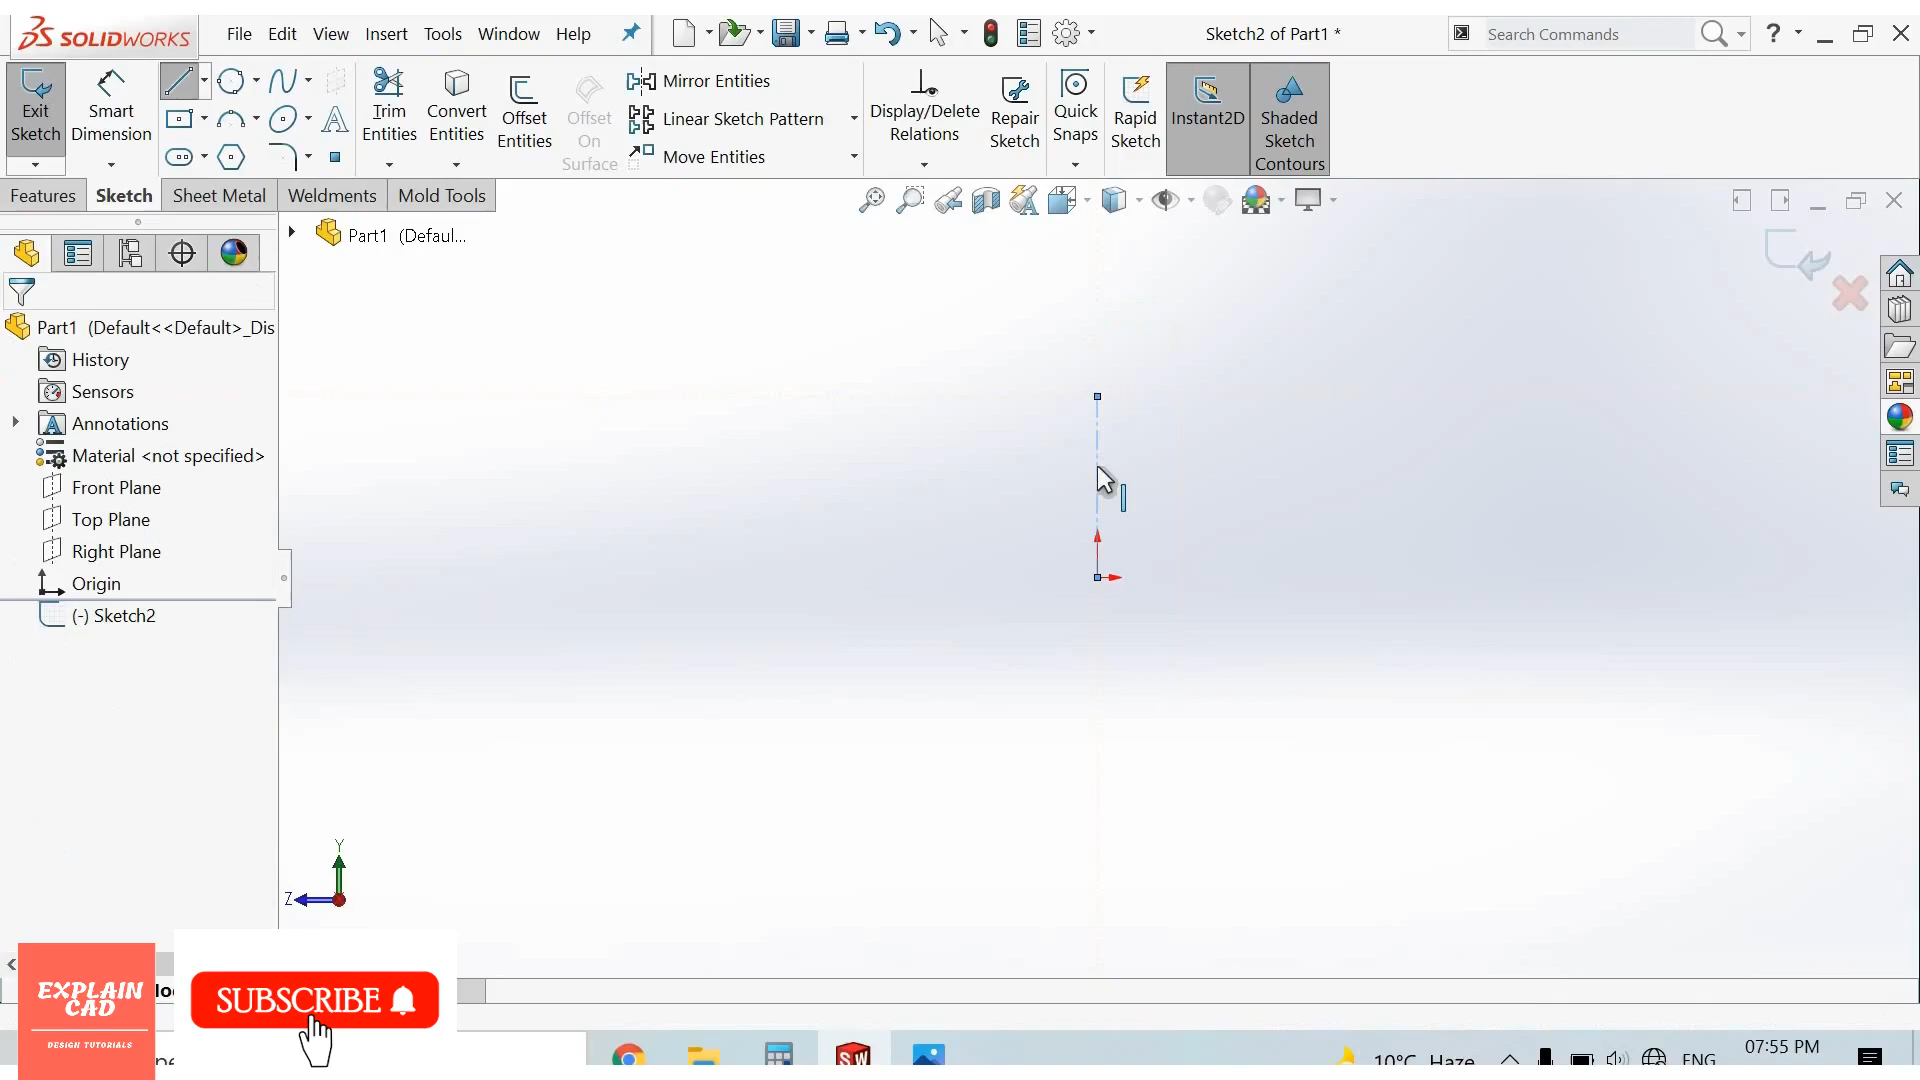 SOLIDWORKS
File Edit View Insert Tools Window Help
Sketch2 of Part1 *
Search Commands
?
Exit Sketch
Smart Dimension
Trim Entities
Convert Entities
Offset Entities
Offset On Surface
Mirror Entities
Linear Sketch Pattern
Move Entities
Display/Delete Relations
Repair Sketch
Quick Snaps
Rapid Sketch
Instant2D
Shaded Sketch Contours
Features Sketch Sheet Metal Weldments Mold Tools
Part1 (Defaul...
Part1 (Default<<Default>_Dis
History
Sensors
Annotations
Material <not specified>
Front Plane
Top Plane
Right Plane
Origin
(-) Sketch2
Y
Z
EXPLAIN
CAD
DESIGN TUTORIALS
SUBSCRIBE
10°C Haze
ENG
07:55 PM